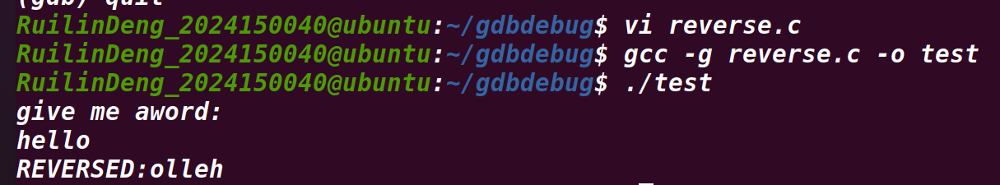 (gdb) quit
RuilinDeng_2024150040@ubuntu:~/gdbdebug$ vi reverse.c
RuilinDeng_2024150040@ubuntu:~/gdbdebug$ gcc -g reverse.c -o test
RuilinDeng_2024150040@ubuntu:~/gdbdebug$ ./test
give me aword:
hello
REVERSED:olleh